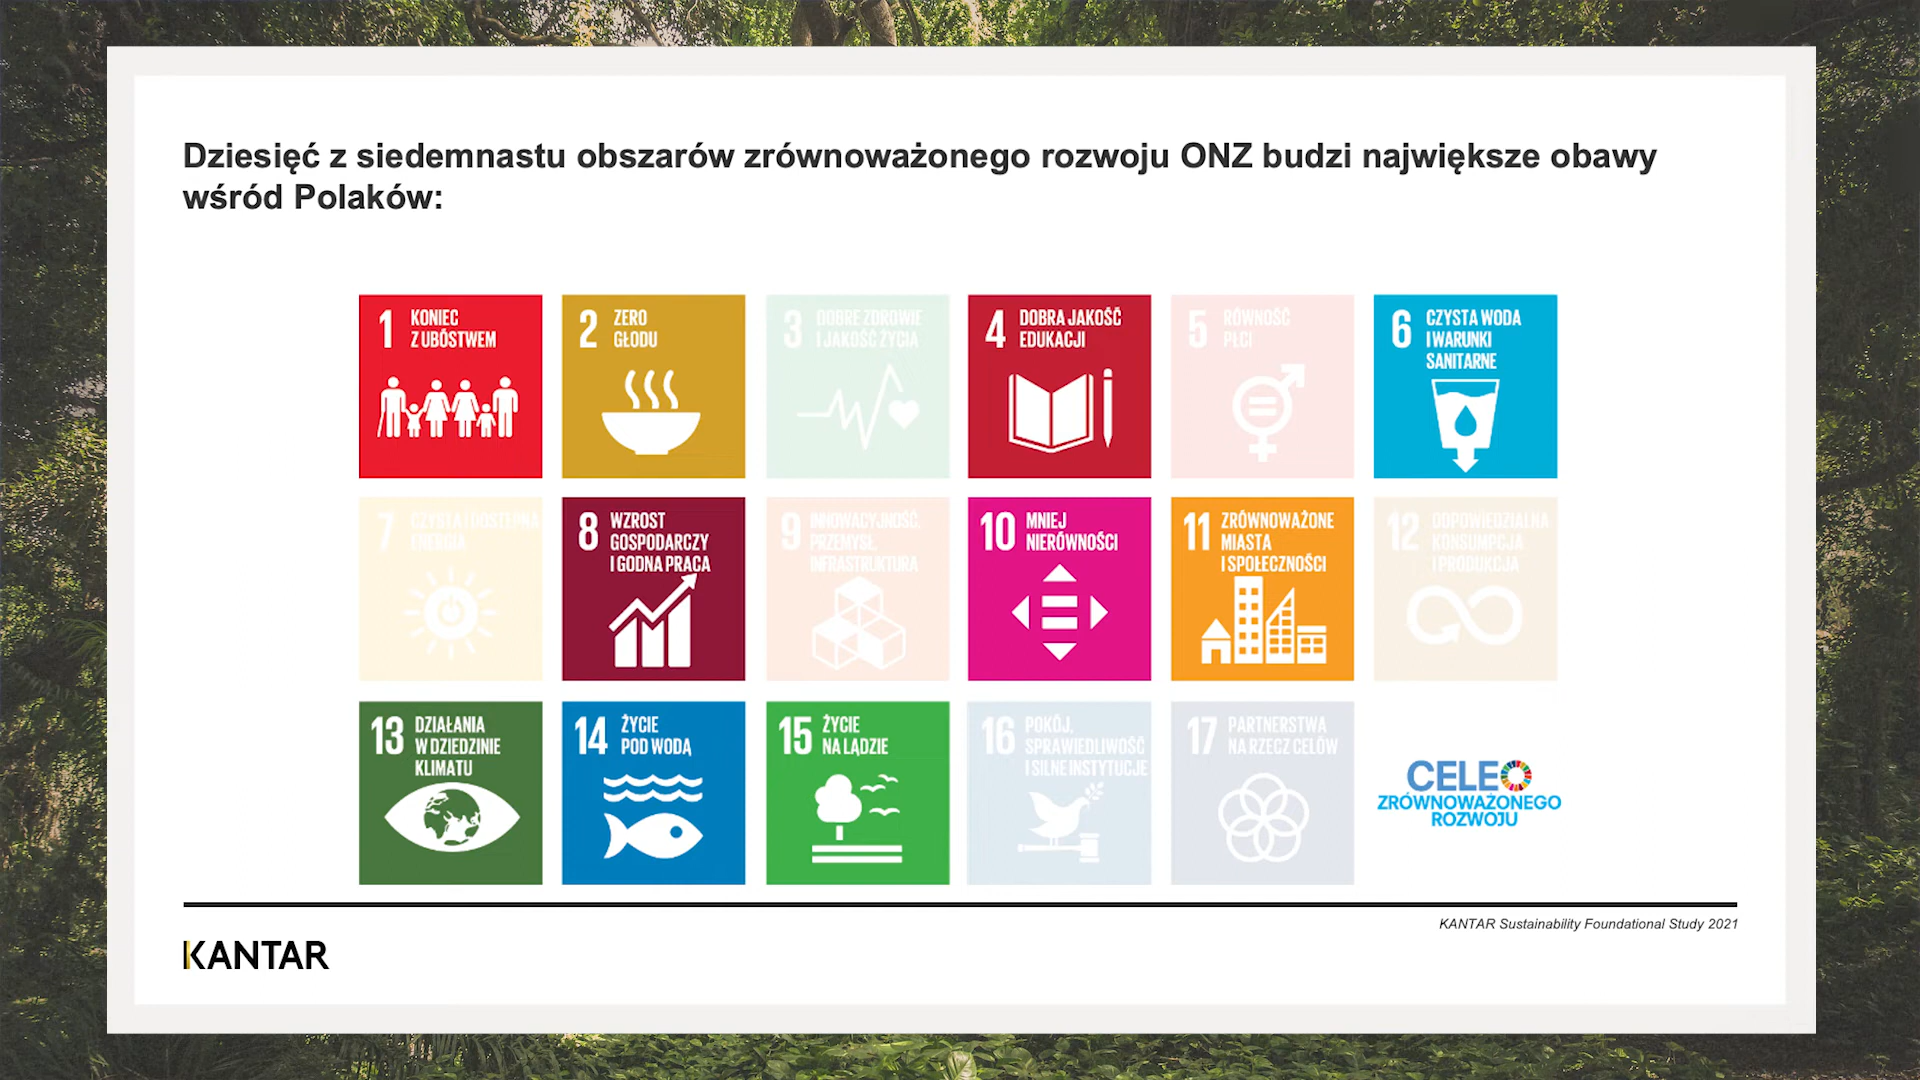 Dziesięć z siedemnastu obszarów zrównoważonego rozwoju ONZ budzi największe obawy
wśród Polaków:
1 KONIEC
Z UBÓSTWEM
2 ZERO
GŁODU
3 DOBRE ZDROWIE
I JAKOŚĆ ŻYCIA
4 DOBRA JAKOŚĆ
EDUKACJI
5 RÓWNOŚĆ
PŁCI
6 CZYSTA WODA
I WARUNKI
SANITARNE
7 CZYSTA I DOSTĘPNA
ENERGIA
8 WZROST
GOSPODARCZY
I GODNA PRACA
9 INNOWACYJNOŚĆ,
PRZEMYSŁ,
INFRASTRUKTURA
10 MNIEJ
NIERÓWNOŚCI
11 ZRÓWNOWAŻONE
MIASTA
I SPOŁECZNOŚCI
12 ODPOWIEDZIALNA
KONSUMPCJA
I PRODUKCJA
13 DZIAŁANIA
W DZIEDZINIE
KLIMATU
14 ŻYCIE
POD WODĄ
15 ŻYCIE
NA LĄDZIE
16 POKÓJ,
SPRAWIEDLIWOŚĆ
I SILNE INSTYTUCJE
17 PARTNERSTWA
NA RZECZ CELÓW
CELE
ZRÓWNOWAŻONEGO
ROZWOJU
KANTAR Sustainability Foundational Study 2021
KANTAR